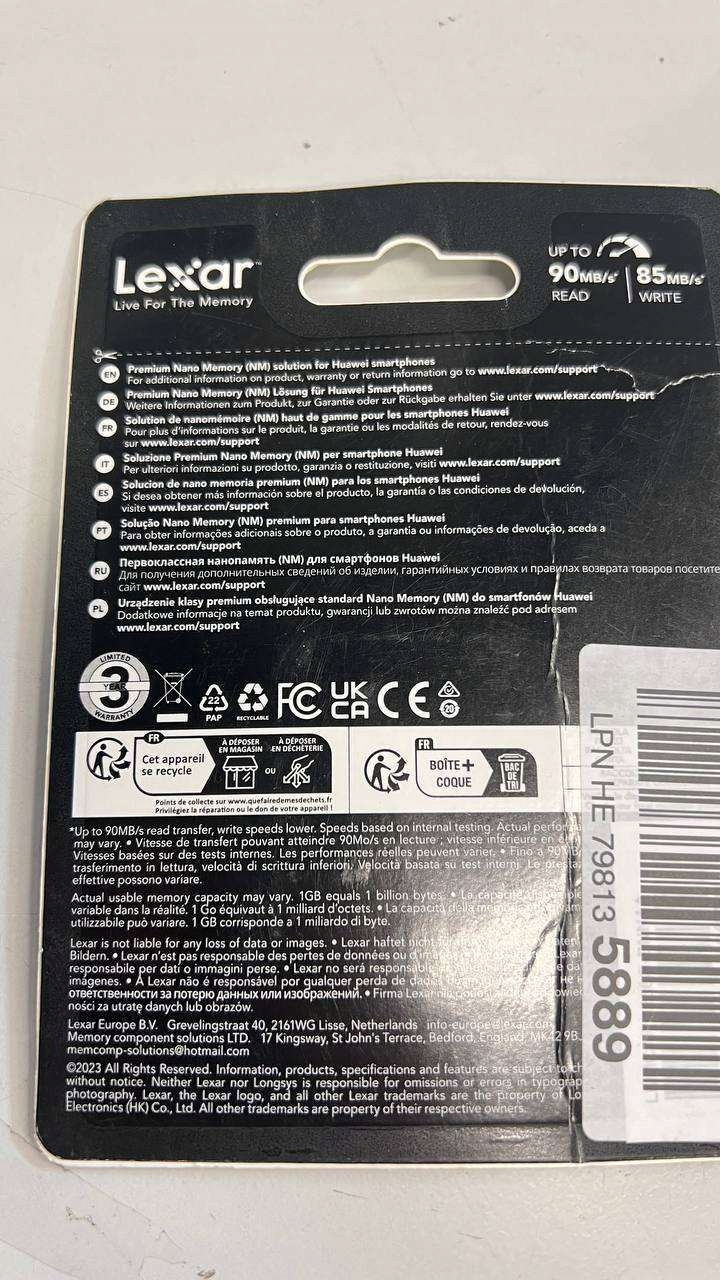 Lexar™
Live For The Memory
UP TO
90MB/s* | 85MB/s*
READ WRITE
EN Premium Nano Memory (NM) solution for Huawei smartphones
For additional information on product, warranty or return information go to www.lexar.com/support
DE Premium Nano Memory (NM) Lösung für Huawei Smartphones
Weitere Informationen zum Produkt, zur Garantie oder zur Rückgabe erhalten Sie unter www.lexar.com/support
FR Solution de nanomémoire (NM) haut de gamme pour les smartphones Huawei
Pour plus d'informations sur le produit, la garantie ou les modalités de retour, rendez-vous
sur www.lexar.com/support
IT Soluzione Premium Nano Memory (NM) per smartphone Huawei
Per ulteriori informazioni su prodotto, garanzia o restituzione, visiti www.lexar.com/support
ES Solucion de nano memoria premium (NM) para los smartphones Huawei
Si desea obtener más información sobre el producto, la garantía o las condiciones de devolución,
visite www.lexar.com/support
PT Solução Nano Memory (NM) premium para smartphones Huawei
Para obter informações adicionais sobre o produto, a garantia ou informações de devolução, aceda a
www.lexar.com/support
RU Первоклассная нанопамять (NM) для смартфонов Huawei
Для получения дополнительных сведений об изделии, гарантийных условиях и правилах возврата товаров посетите
сайт www.lexar.com/support
PL Urządzenie klasy premium obsługujące standard Nano Memory (NM) do smartfonów Huawei
Dodatkowe informacje na temat produktu, gwarancji lub zwrotów można znaleźć pod adresem
www.lexar.com/support
LIMITED
3
YEAR
WARRANTY
22
PAP
RECYCLABLE
FC
UK
CA
CE
20
FR
Cet appareil
se recycle
À DÉPOSER
EN MAGASIN
OU
À DÉPOSER
EN DÉCHÈTERIE
Points de collecte sur www.quefairedemesdechets.fr
Privilégiez la réparation ou le don de votre appareil !
FR
BOÎTE+
COQUE
BAC
DE
TRI
*Up to 90MB/s read transfer, write speeds lower. Speeds based on internal testing. Actual
may vary. • Vitesse de transfert pouvant atteindre 90Mo/s en lecture ; vitesse inférieure en
Vitesses basées sur des tests internes. Les performances réelles peuvent varier. • Fino a
trasferimento in lettura, velocità di scrittura inferiori. Velocità basata su test interni. Le
effettive possono variare.
Actual usable memory capacity may vary. 1GB equals 1 billion bytes. • La capacité
variable dans la réalité. 1 Go équivaut à 1 milliard d'octets. • La capacità della
utilizzabile può variare. 1 GB corrisponde a 1 miliardo di byte.
Lexar is not liable for any loss of data or images. • Lexar haftet nicht
Bildern. • Lexar n'est pas responsable des pertes de données ou
responsabile per dati o immagini perse. • Lexar no será responsable
imágenes. • A Lexar não é responsável por qualquer perda de
ответственности за потерю данных или изображений. • Firma Lexar
ności za utratę danych lub obrazów.
Lexar Europe B.V. Grevelingstraat 40, 2161WG Lisse, Netherlands info-europe@lexar.com
Memory component solutions LTD. 17 Kingsway, St John's Terrace, Bedford, England, MK42 9B
memcomp-solutions@hotmail.com
©2023 All Rights Reserved. Information, products, specifications and features are subject to
without notice. Neither Lexar nor Longsys is responsible for omissions or errors in
photography. Lexar, the Lexar logo, and all other Lexar trademarks are the property of
Electronics (HK) Co., Ltd. All other trademarks are property of their respective owners.
LPN HE 79813 5889